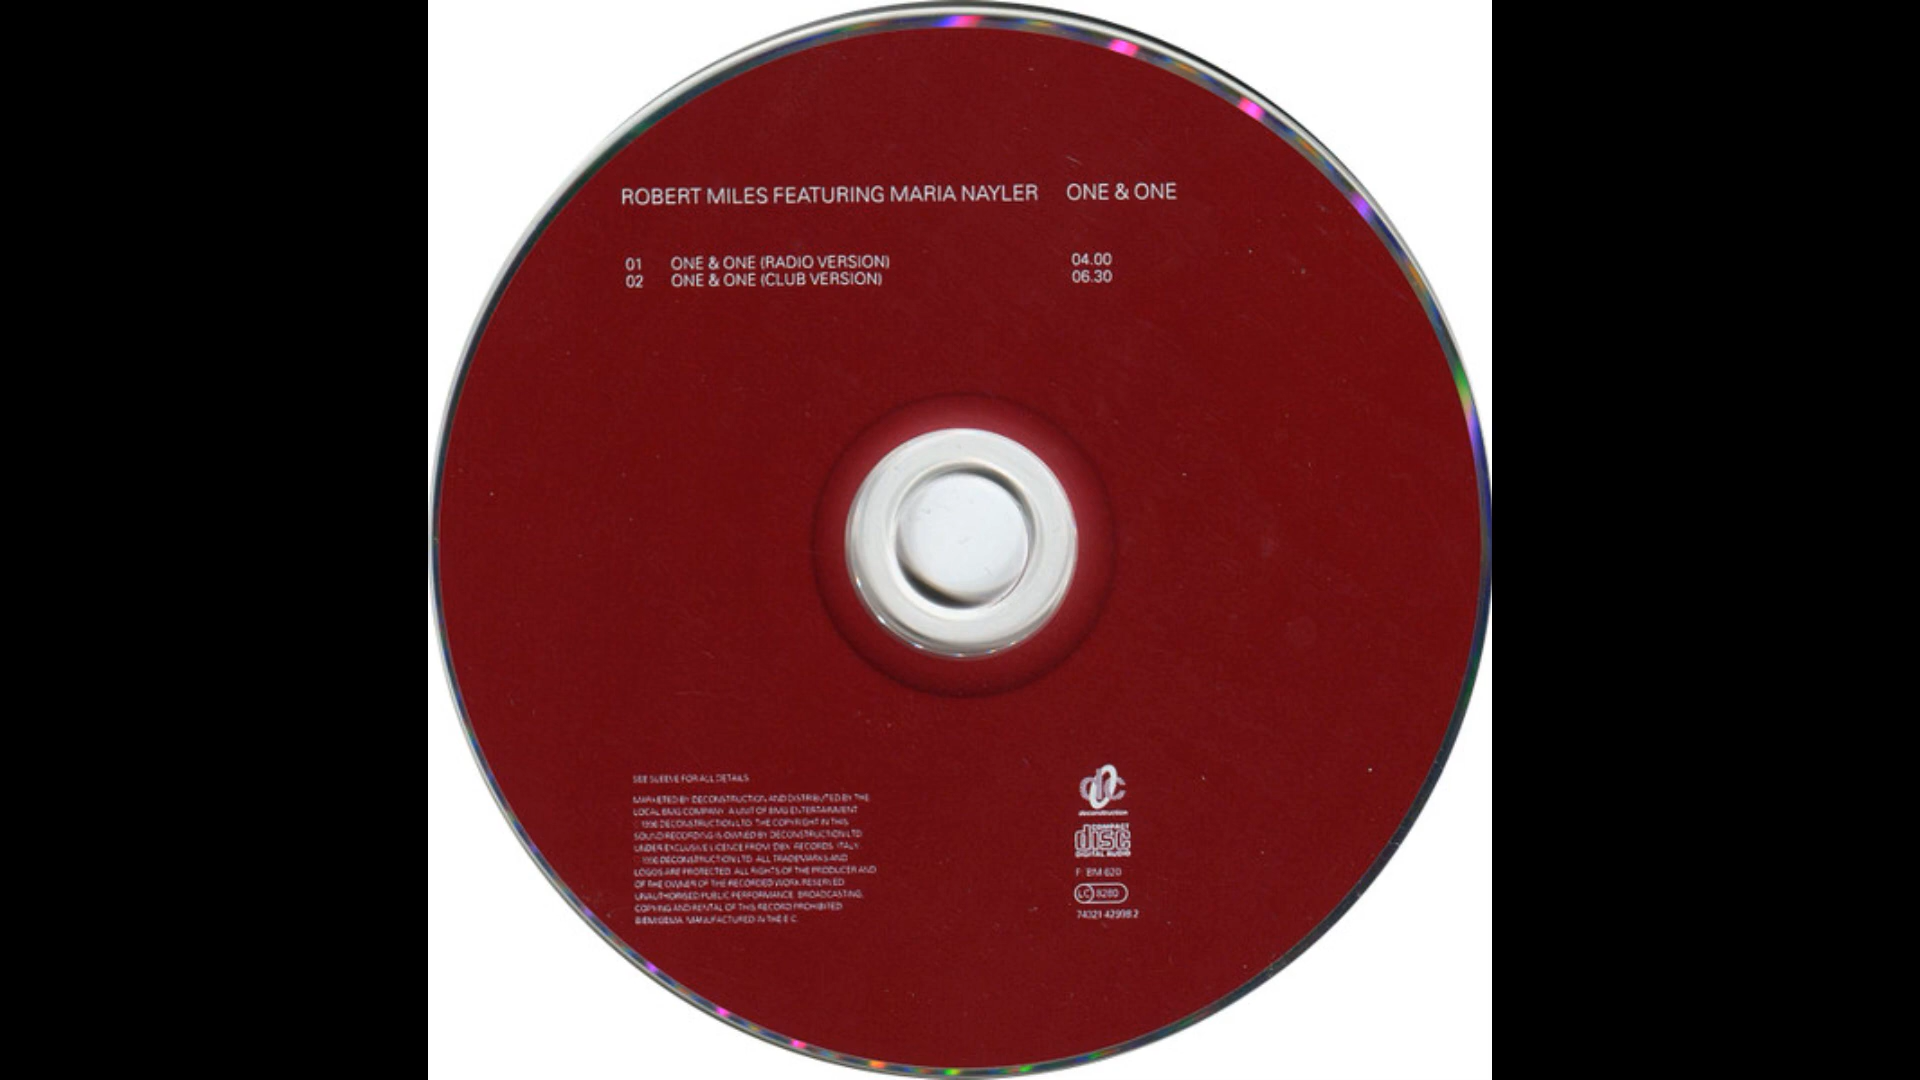 ROBERT MILES FEATURING MARIA NAYLER ONE & ONE
01 ONE & ONE (RADIO VERSION) 04.00
02 ONE & ONE (CLUB VERSION) 06.30
SEE SLEEVE FOR ALL DETAILS
MARKETED BY DECONSTRUCTION AND DISTRIBUTED BY THE
LOCAL BMG COMPANY. A UNIT OF BMG ENTERTAINMENT
1996 DECONSTRUCTION LTD. THE COPYRIGHT IN THIS
SOUND RECORDING IS OWNED BY DECONSTRUCTION LTD
UNDER EXCLUSIVE LICENCE FROM DBX RECORDS, ITALY.
1996 DECONSTRUCTION LTD. ALL TRADEMARKS AND
LOGOS ARE PROTECTED. ALL RIGHTS OF THE PRODUCER AND
OF THE OWNER OF THE RECORDED WORK RESERVED.
UNAUTHORISED PUBLIC PERFORMANCE, BROADCASTING,
COPYING AND RENTAL OF THIS RECORD PROHIBITED
BIEM/GEMA. MANUFACTURED IN THE E.C.
dc
deconstruction
COMPACT
disc
DIGITAL AUDIO
F: BM 620
LC 8280
74321 42998 2